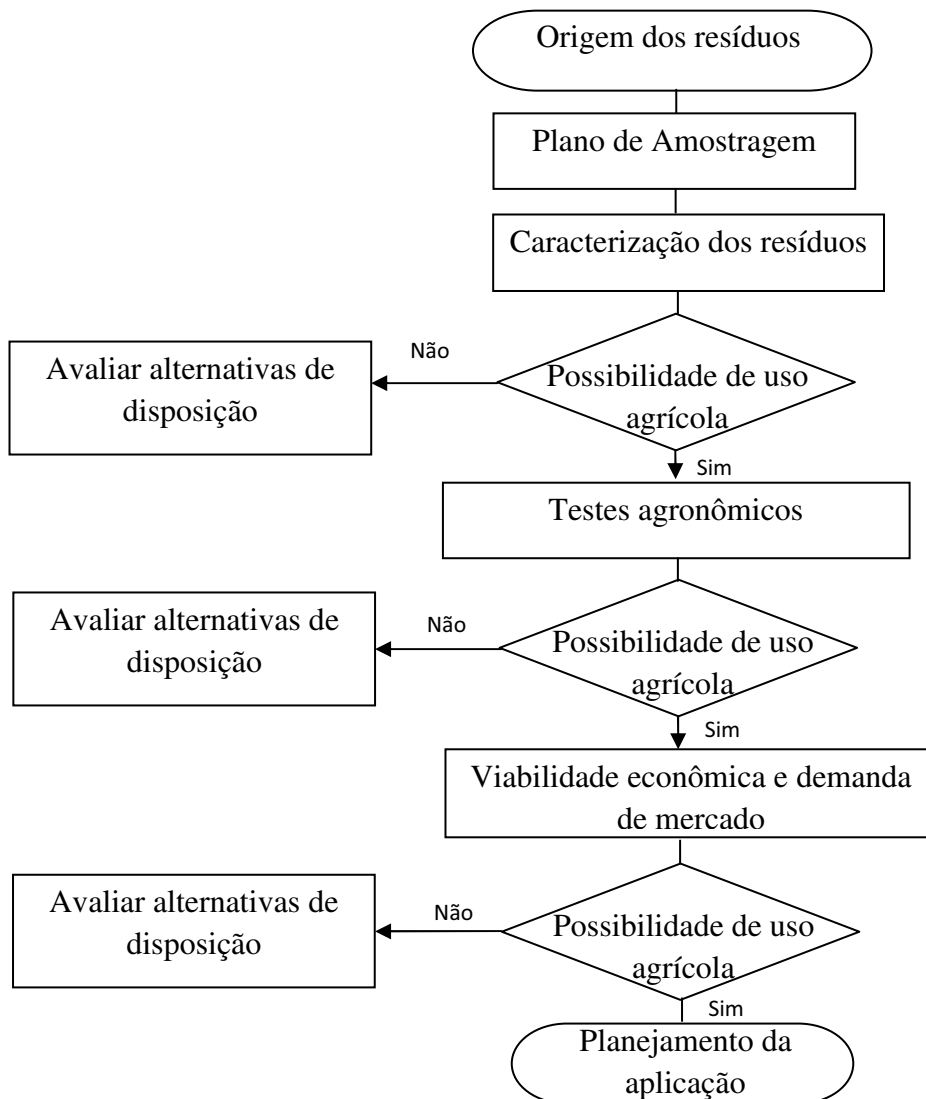 Origem dos resíduos
Plano de Amostragem
Caracterização dos resíduos
Não
Avaliar alternativas de
disposição
Possibilidade de uso
agrícola
Sim
Testes agronômicos
Avaliar alternativas de
disposição
Não
Possibilidade de uso
agrícola
Sim
Viabilidade econômica e demanda
de mercado
Avaliar alternativas de
disposição
Não
Possibilidade de uso
agrícola
Sim
Planejamento da
aplicação